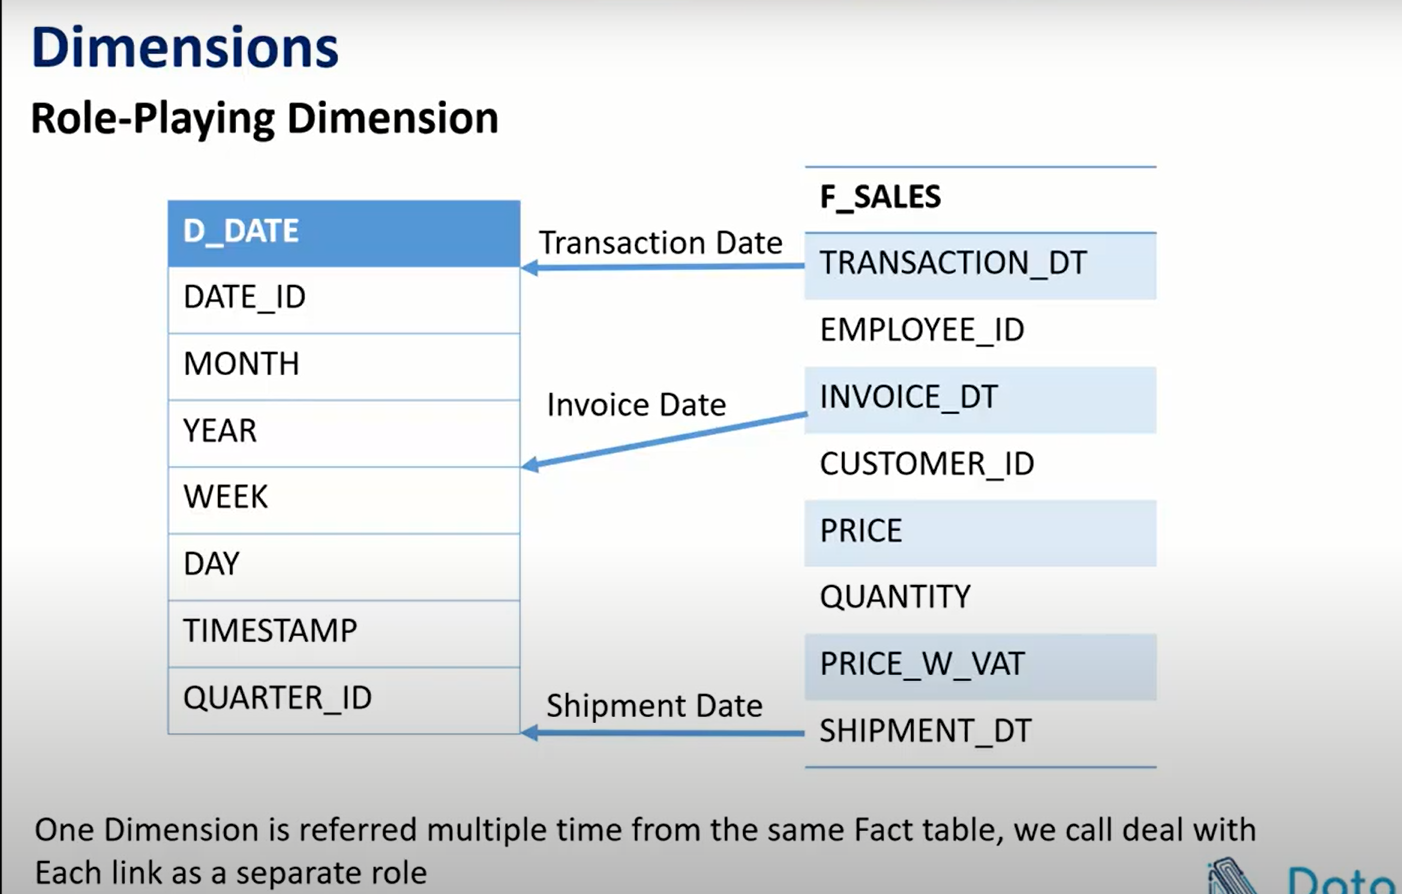 Dimensions
Role-Playing Dimension
D_DATE
DATE_ID
MONTH
YEAR
WEEK
DAY
TIMESTAMP
QUARTER_ID
Transaction Date
Invoice Date
Shipment Date
F_SALES
TRANSACTION_DT
EMPLOYEE_ID
INVOICE_DT
CUSTOMER_ID
PRICE
QUANTITY
PRICE_W_VAT
SHIPMENT_DT
One Dimension is referred multiple time from the same Fact table, we call deal with
Each link as a separate role